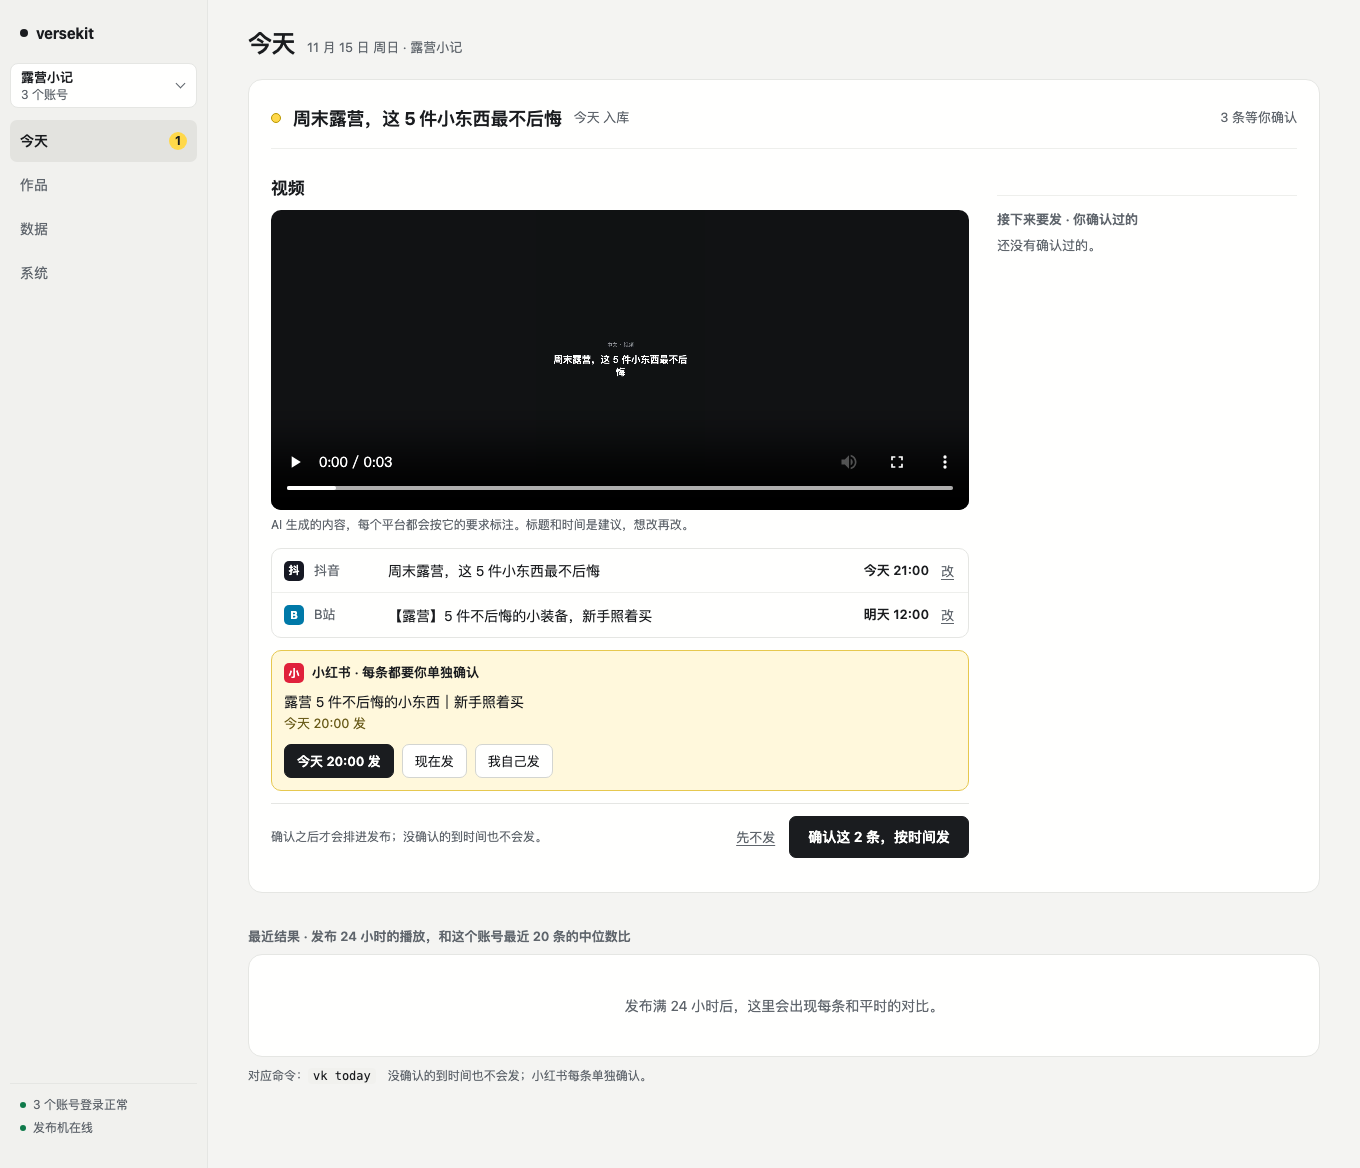 versekit
露营小记
3 个账号
今天
1
作品
数据
系统
3 个账号登录正常
发布机在线
今天 11 月 15 日 周日 · 露营小记
周末露营，这 5 件小东西最不后悔 今天 入库 3 条等你确认
视频
周末露营，这 5 件小东西最不后
悔
0:00 / 0:03
AI 生成的内容，每个平台都会按它的要求标注。标题和时间是建议，想改再改。
抖 抖音 周末露营，这 5 件小东西最不后悔 今天 21:00 改
B B站 【露营】5 件不后悔的小装备，新手照着买 明天 12:00 改
小 小红书 · 每条都要你单独确认
露营 5 件不后悔的小东西｜新手照着买
今天 20:00 发
今天 20:00 发 现在发 我自己发
确认之后才会排进发布；没确认的到时间也不会发。 先不发 确认这 2 条，按时间发
接下来要发 · 你确认过的
还没有确认过的。
最近结果 · 发布 24 小时的播放，和这个账号最近 20 条的中位数比
发布满 24 小时后，这里会出现每条和平时的对比。
对应命令： vk today 没确认的到时间也不会发；小红书每条单独确认。